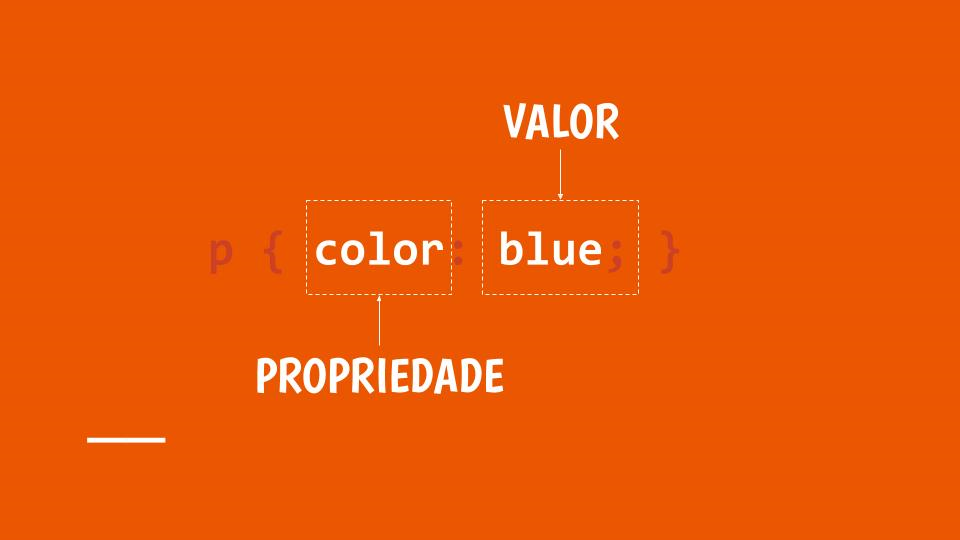 VALOR
p { color: blue; }
PROPRIEDADE